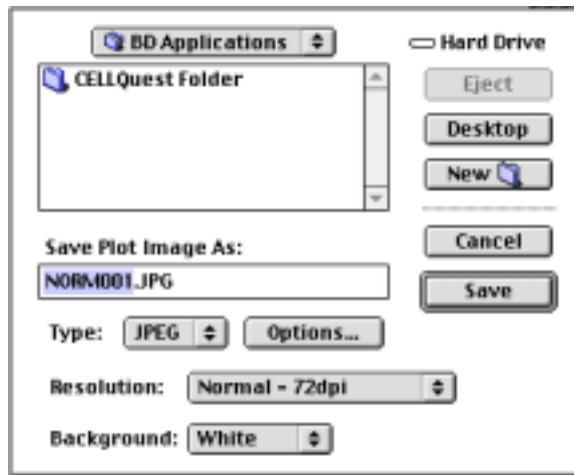 BD Applications
Hard Drive
CELLQuest Folder
Eject
Desktop
New
Cancel
Save Plot Image As:
NORM001.JPG
Save
Type: JPEG Options...
Resolution: Normal - 72dpi
Background: White